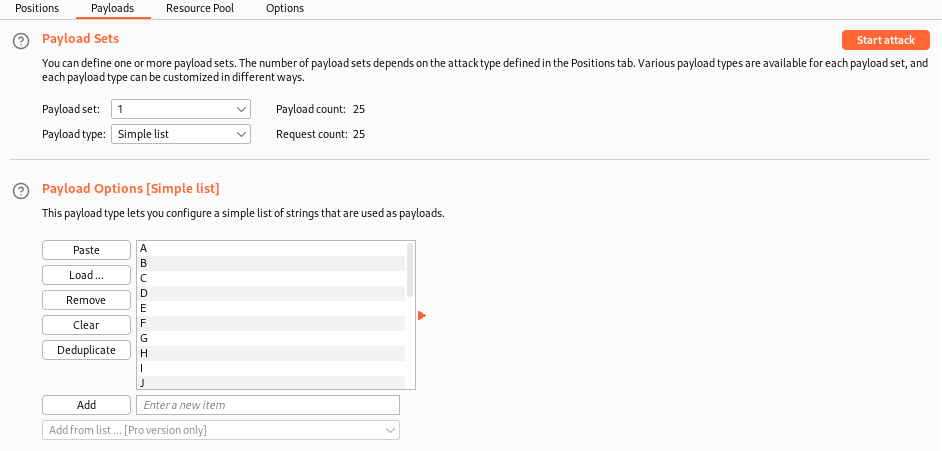 Positions Payloads Resource Pool Options
Payload Sets
Start attack
You can define one or more payload sets. The number of payload sets depends on the attack type defined in the Positions tab. Various payload types are available for each payload set, and
each payload type can be customized in different ways.
Payload set: 1 Payload count: 25
Payload type: Simple list Request count: 25
Payload Options [Simple list]
This payload type lets you configure a simple list of strings that are used as payloads.
Paste
Load ...
Remove
Clear
Deduplicate
A
B
C
D
E
F
G
H
I
J
Add Enter a new item
Add from list ... [Pro version only]